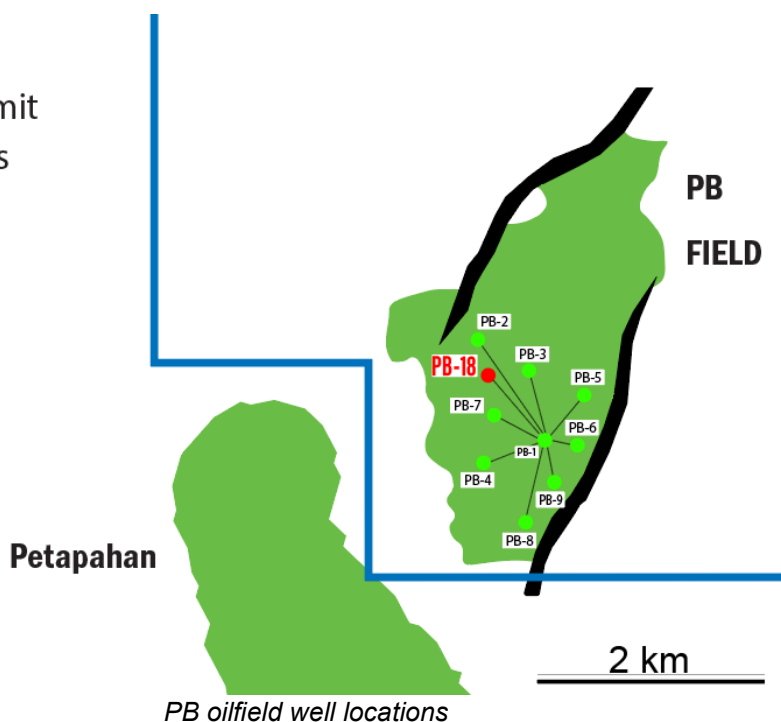 mit
s
PB
FIELD
PB-2
PB-3
PB-18
PB-5
PB-7
PB-6
PB-1
PB-4
PB-9
PB-8
Petapahan
2 km
PB oilfield well locations